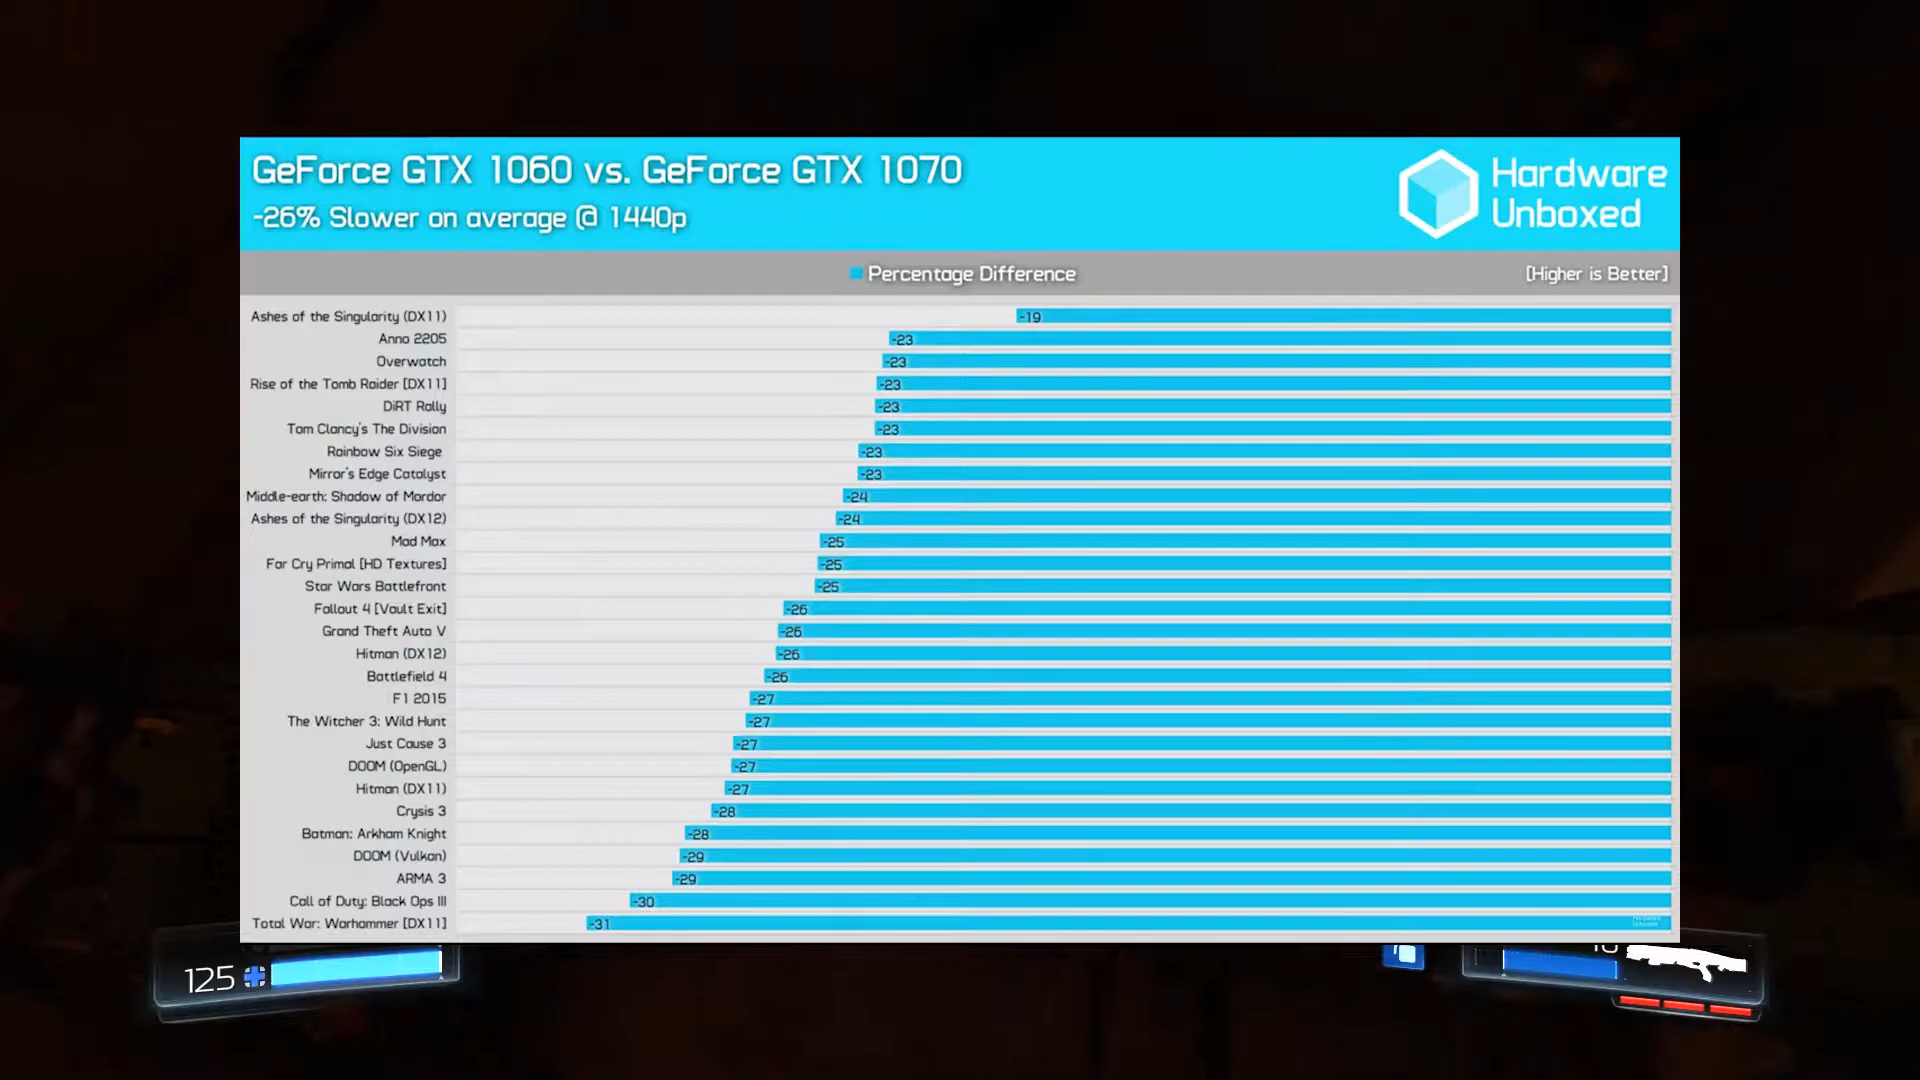 GeForce GTX 1060 vs. GeForce GTX 1070
-26% Slower on average @ 1440p
Hardware
Unboxed
Percentage Difference
[Higher is Better]
Ashes of the Singularity (DX11) -19
Anno 2205 -23
Overwatch -23
Rise of the Tomb Raider [DX11] -23
DiRT Rally -23
Tom Clancy's The Division -23
Rainbow Six Siege -23
Mirror's Edge Catalyst -23
Middle-earth: Shadow of Mordor -24
Ashes of the Singularity (DX12) -24
Mad Max -25
Far Cry Primal [HD Textures] -25
Star Wars Battlefront -25
Fallout 4 [Vault Exit] -26
Grand Theft Auto V -26
Hitman (DX12) -26
Battlefield 4 -26
F1 2015 -27
The Witcher 3: Wild Hunt -27
Just Cause 3 -27
DOOM (OpenGL) -27
Hitman (DX11) -27
Crysis 3 -28
Batman: Arkham Knight -28
DOOM (Vulkan) -29
ARMA 3 -29
Call of Duty: Black Ops III -30
Total War: Warhammer [DX11] -31
125